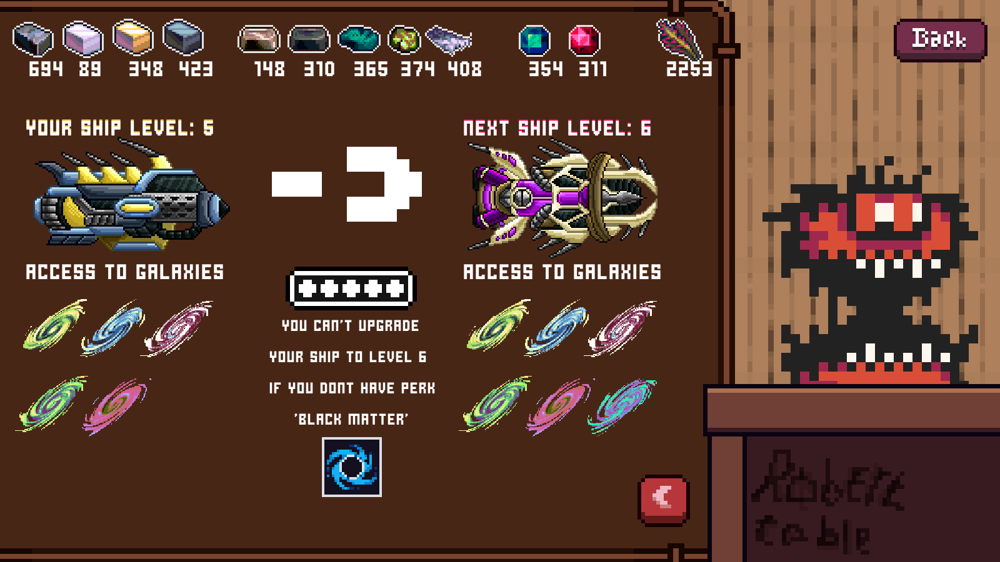 Back
694 89 348 423 148 310 365 374 408 354 311 2253
YOUR SHIP LEVEL: 5
NEXT SHIP LEVEL: 6
ACCESS TO GALAXIES
ACCESS TO GALAXIES
YOU CAN'T UPGRADE
YOUR SHIP TO LEVEL 6
IF YOU DONT HAVE PERK
'BLACK MATTER'
table